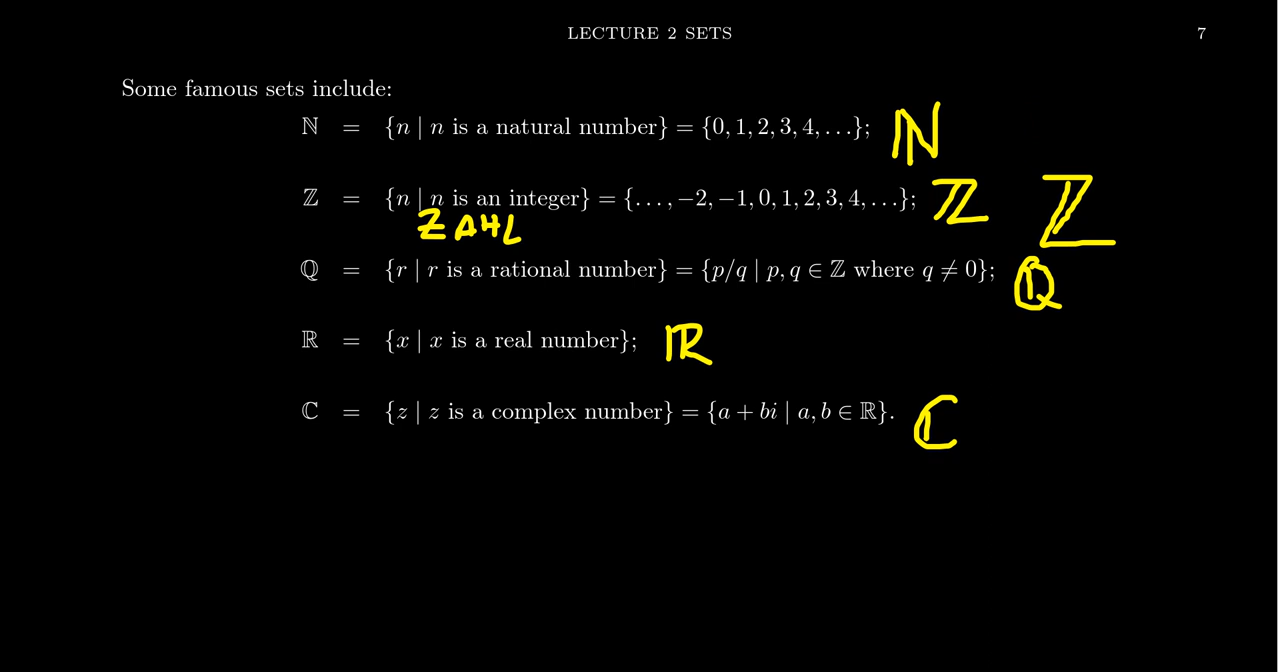 LECTURE 2 SETS 7
Some famous sets include:
ℕ = {n | n is a natural number} = {0, 1, 2, 3, 4, . . .}; ℕ
ℤ = {n | n is an integer} = {. . . , −2, −1, 0, 1, 2, 3, 4, . . .}; ℤ ℤ
ZAHL
ℚ = {r | r is a rational number} = {p/q | p, q ∈ ℤ where q ≠ 0}; ℚ
ℝ = {x | x is a real number}; ℝ
ℂ = {z | z is a complex number} = {a + bi | a, b ∈ ℝ}. ℂ